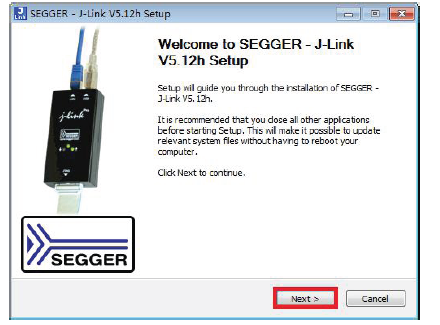 SEGGER - J-Link V5.12h Setup
Welcome to SEGGER - J-Link
V5.12h Setup
Setup will guide you through the installation of SEGGER -
J-Link V5.12h.
It is recommended that you close all other applications
before starting Setup. This will make it possible to update
relevant system files without having to reboot your
computer.
Click Next to continue.
J-Link
SEGGER
Next >
Cancel